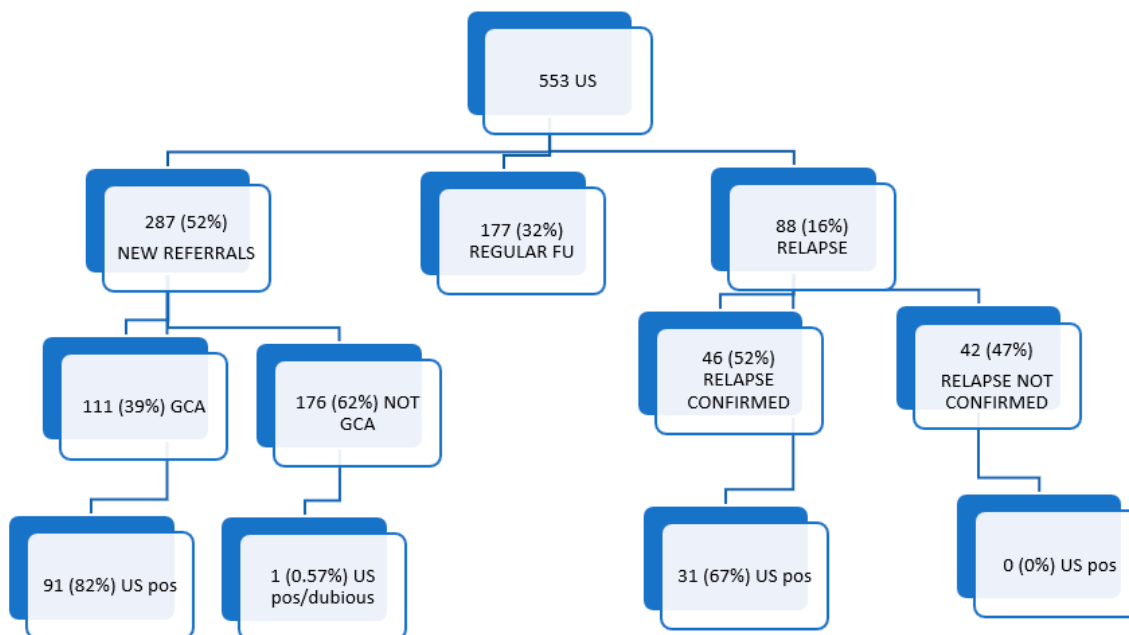 553 US
287 (52%)
NEW REFERRALS
177 (32%)
REGULAR FU
88 (16%)
RELAPSE
111 (39%) GCA
176 (62%) NOT
GCA
46 (52%)
RELAPSE
CONFIRMED
42 (47%)
RELAPSE NOT
CONFIRMED
91 (82%) US pos
1 (0.57%) US
pos/dubious
31 (67%) US pos
0 (0%) US pos